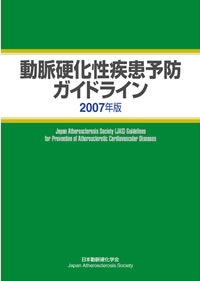 動脈硬化性疾患予防
ガイドライン
2007年版
Japan Atherosclerosis Society (JAS) Guidelines
for Prevention of Atherosclerotic Cardiovascular Diseases
日本動脈硬化学会
Japan Atherosclerosis Society